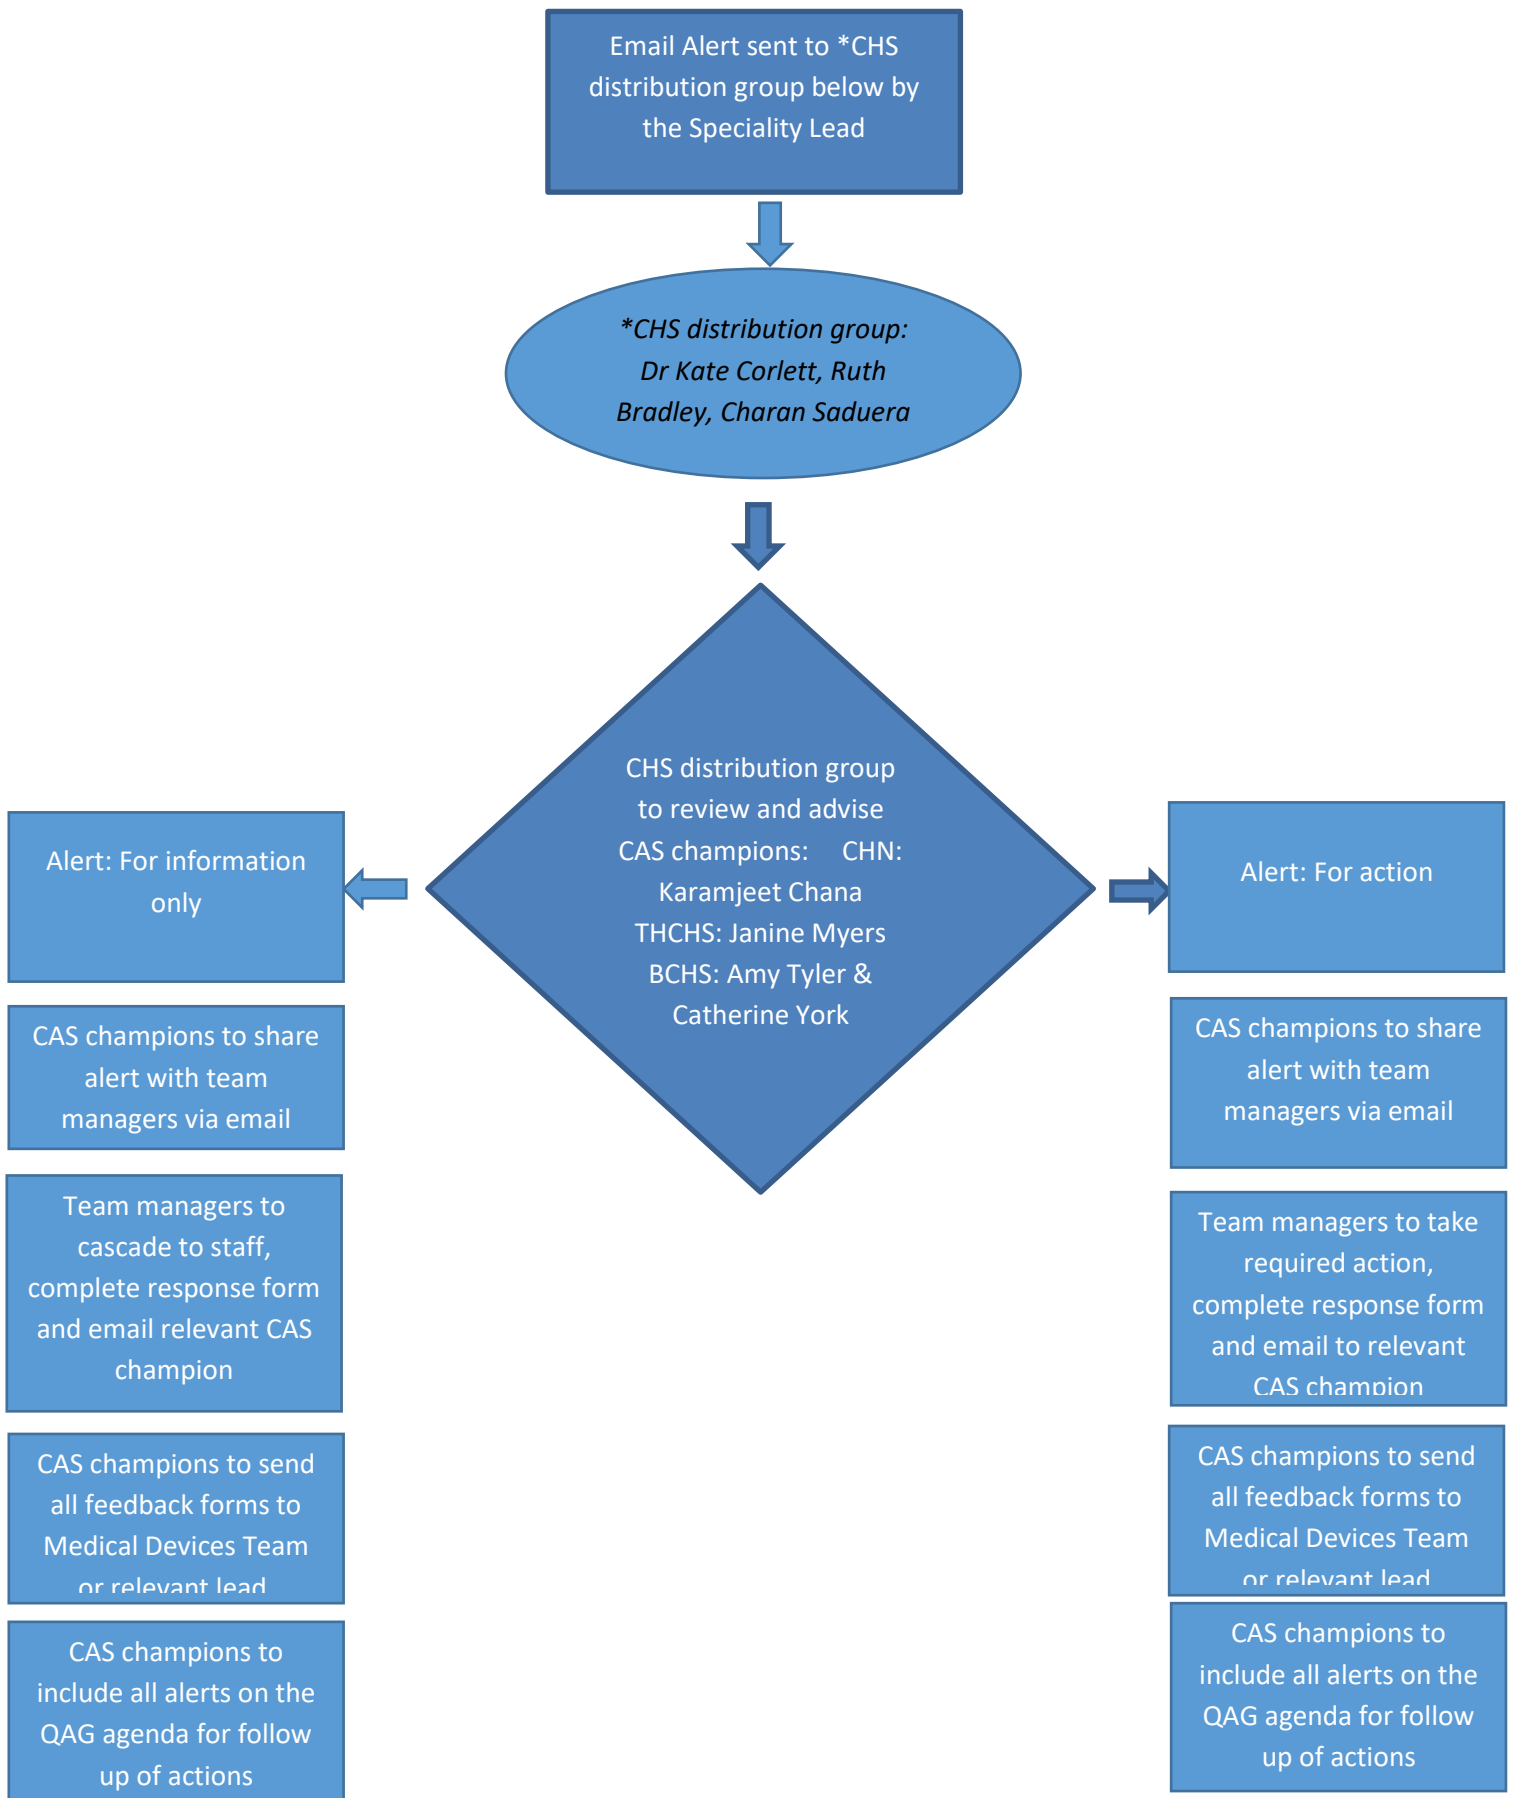 Email Alert sent to *CHS
distribution group below by
the Speciality Lead
*CHS distribution group:
Dr Kate Corlett, Ruth
Bradley, Charan Saduera
CHS distribution group
to review and advise
CAS champions: CHN:
Karamjeet Chana
THCHS: Janine Myers
BCHS: Amy Tyler &
Catherine York
Alert: For information
only
CAS champions to share
alert with team
managers via email
Team managers to
cascade to staff,
complete response form
and email relevant CAS
champion
CAS champions to send
all feedback forms to
Medical Devices Team
or relevant lead
CAS champions to
include all alerts on the
QAG agenda for follow
up of actions
Alert: For action
CAS champions to share
alert with team
managers via email
Team managers to take
required action,
complete response form
and email to relevant
CAS champion
CAS champions to send
all feedback forms to
Medical Devices Team
or relevant lead
CAS champions to
include all alerts on the
QAG agenda for follow
up of actions